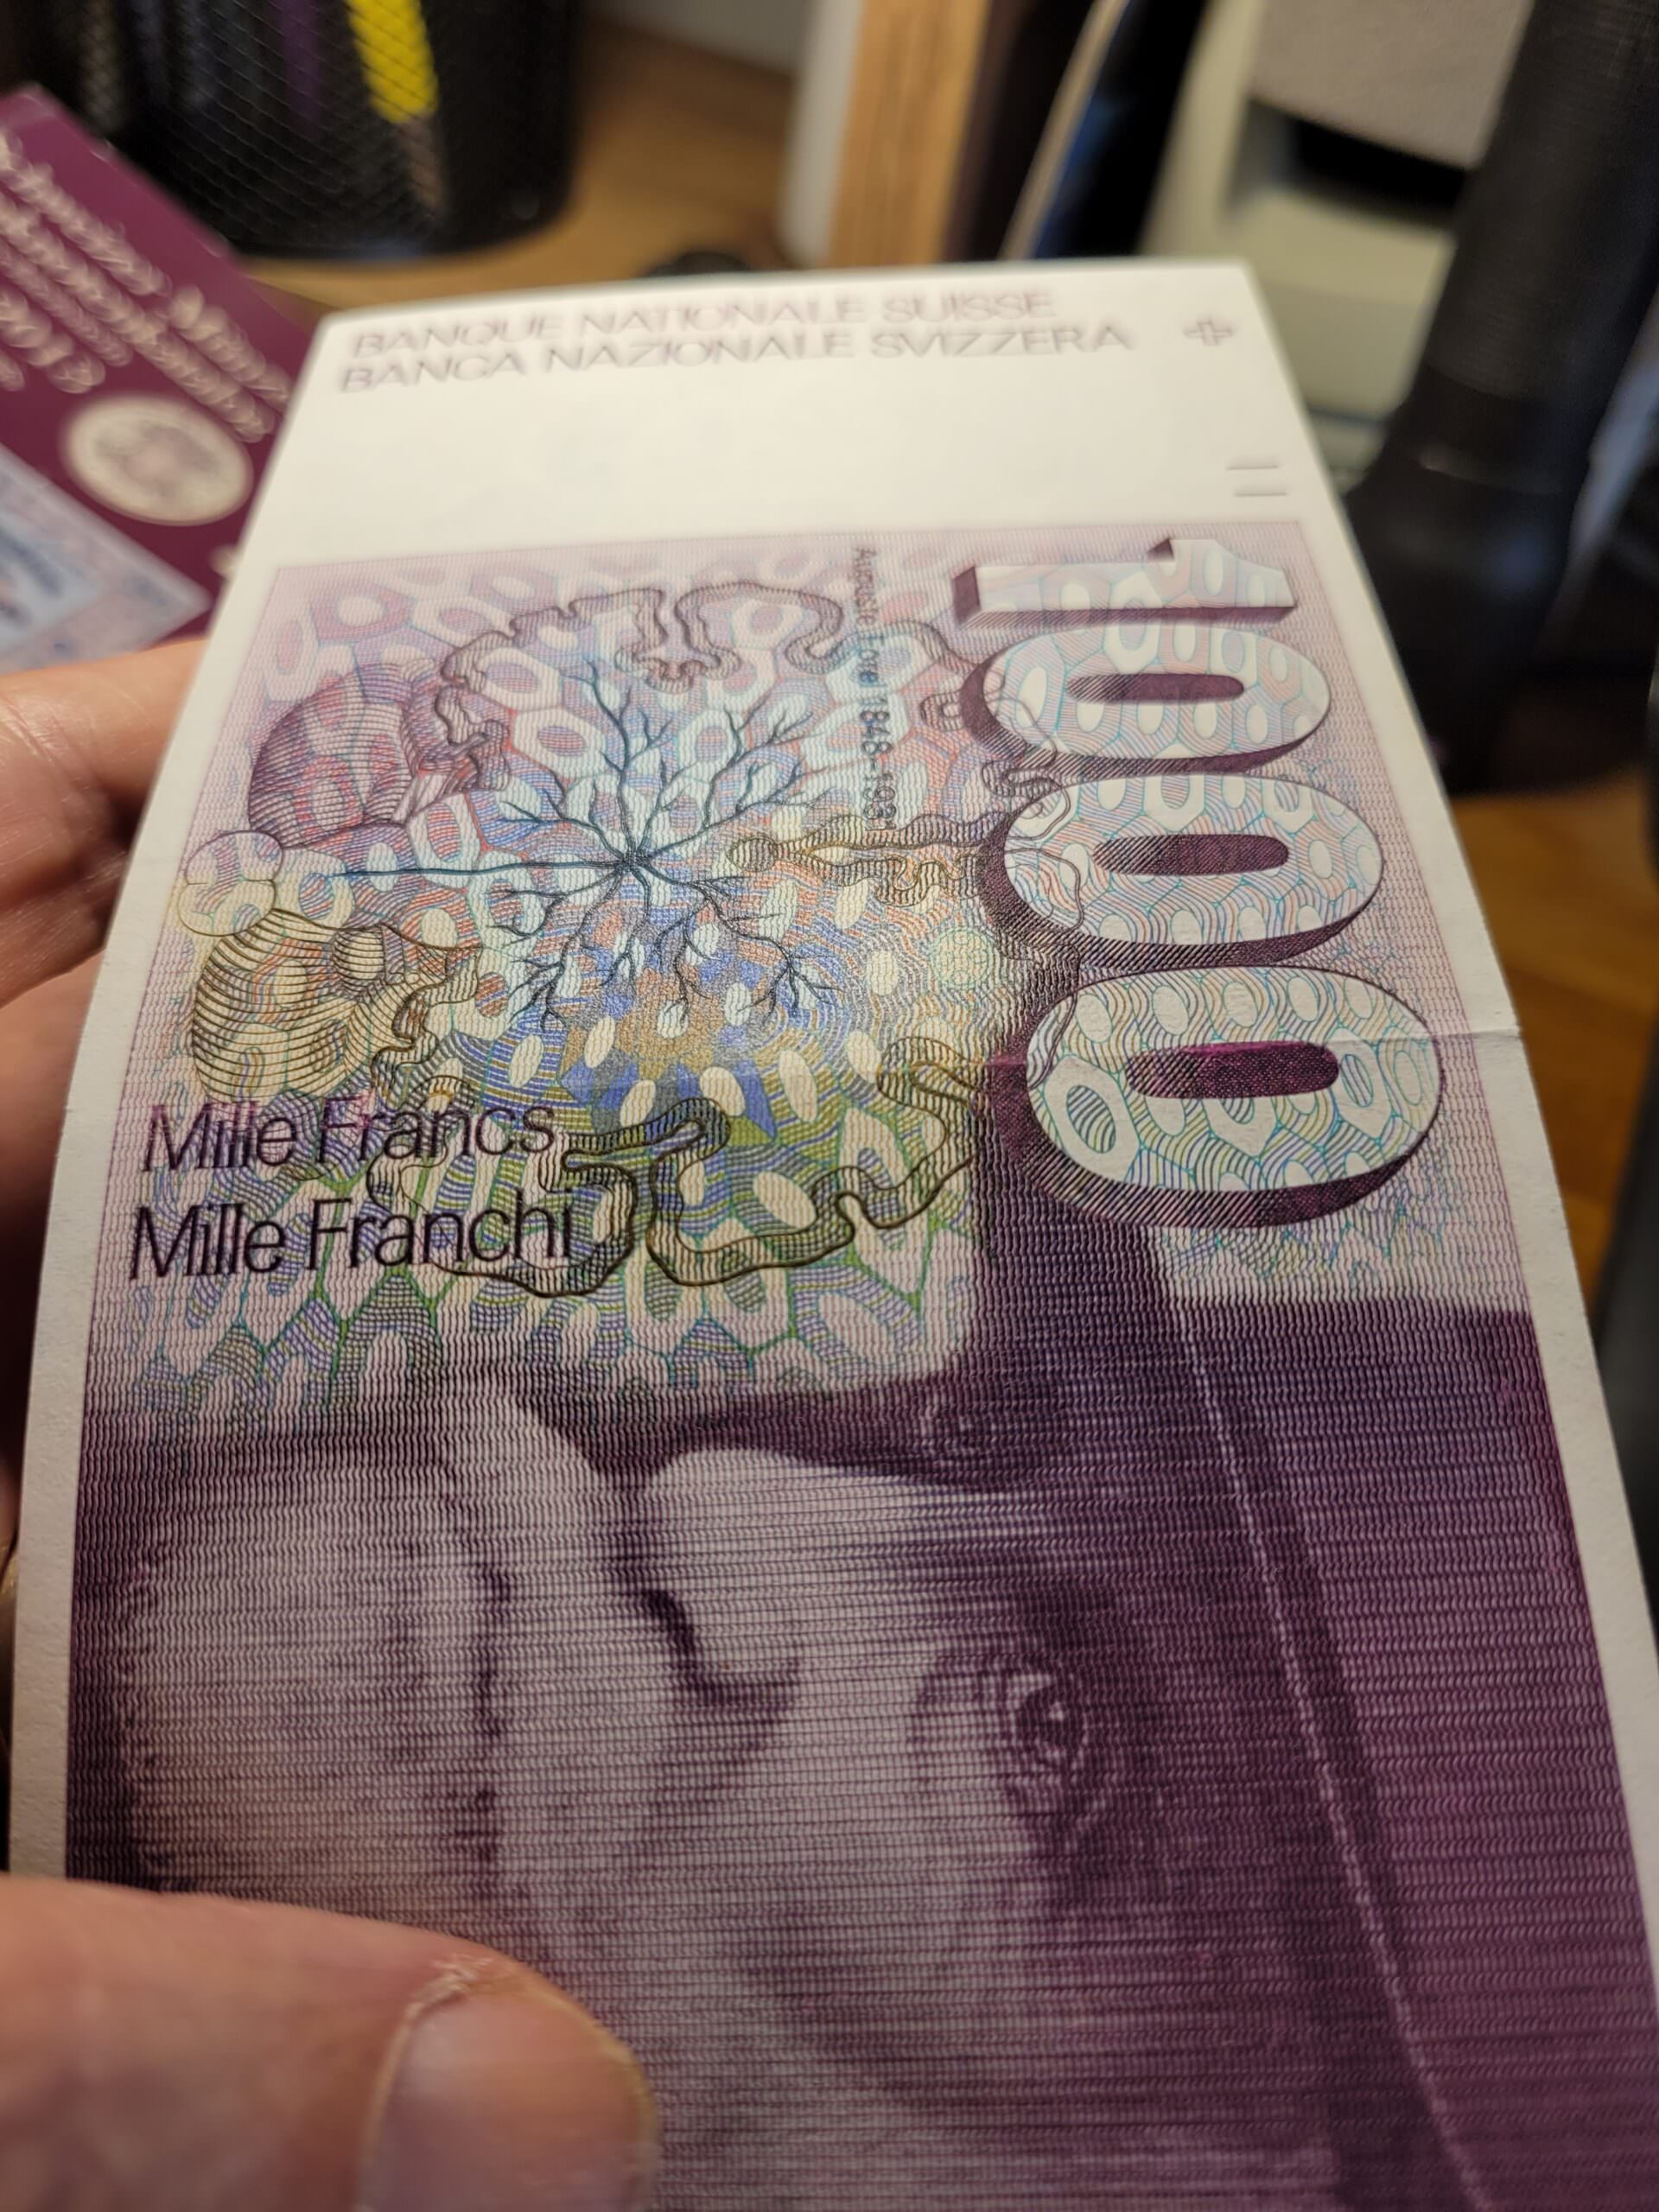 BANQUE NATIONALE SUISSE
BANCA NAZIONALE SVIZZERA
1000
Auguste Forel 1848–1931
Mille Francs
Mille Franchi